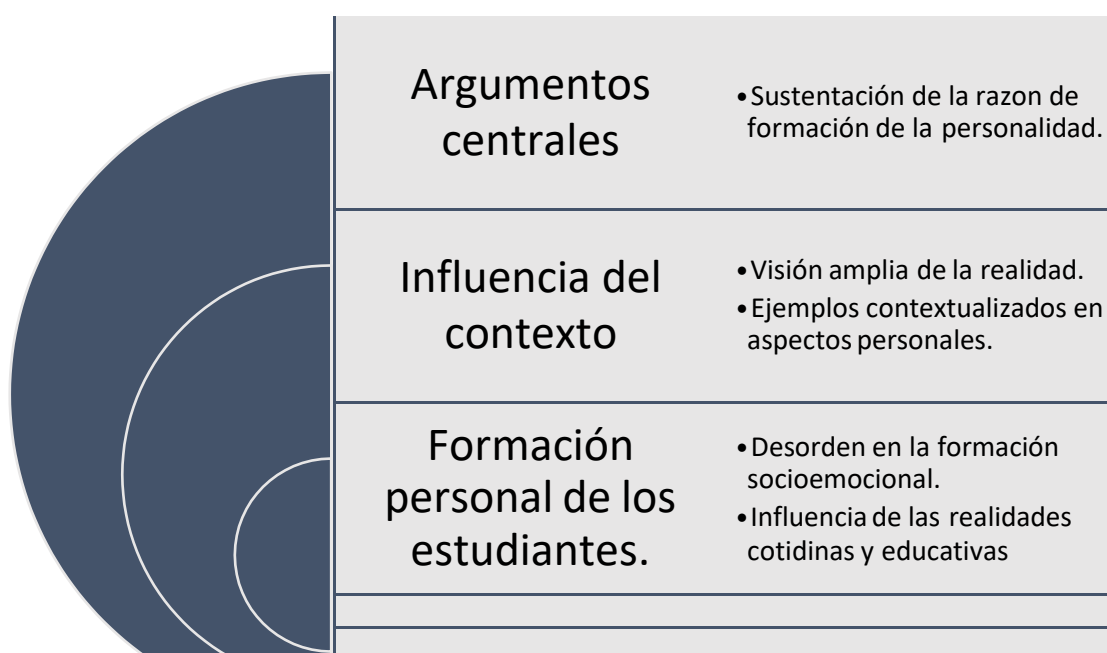 Argumentos
centrales
•Sustentación de la razon de
formación de la personalidad.
Influencia del
contexto
•Visión amplia de la realidad.
•Ejemplos contextualizados en
aspectos personales.
Formación
personal de los
estudiantes.
•Desorden en la formación
socioemocional.
•Influencia de las realidades
cotidinas y educativas